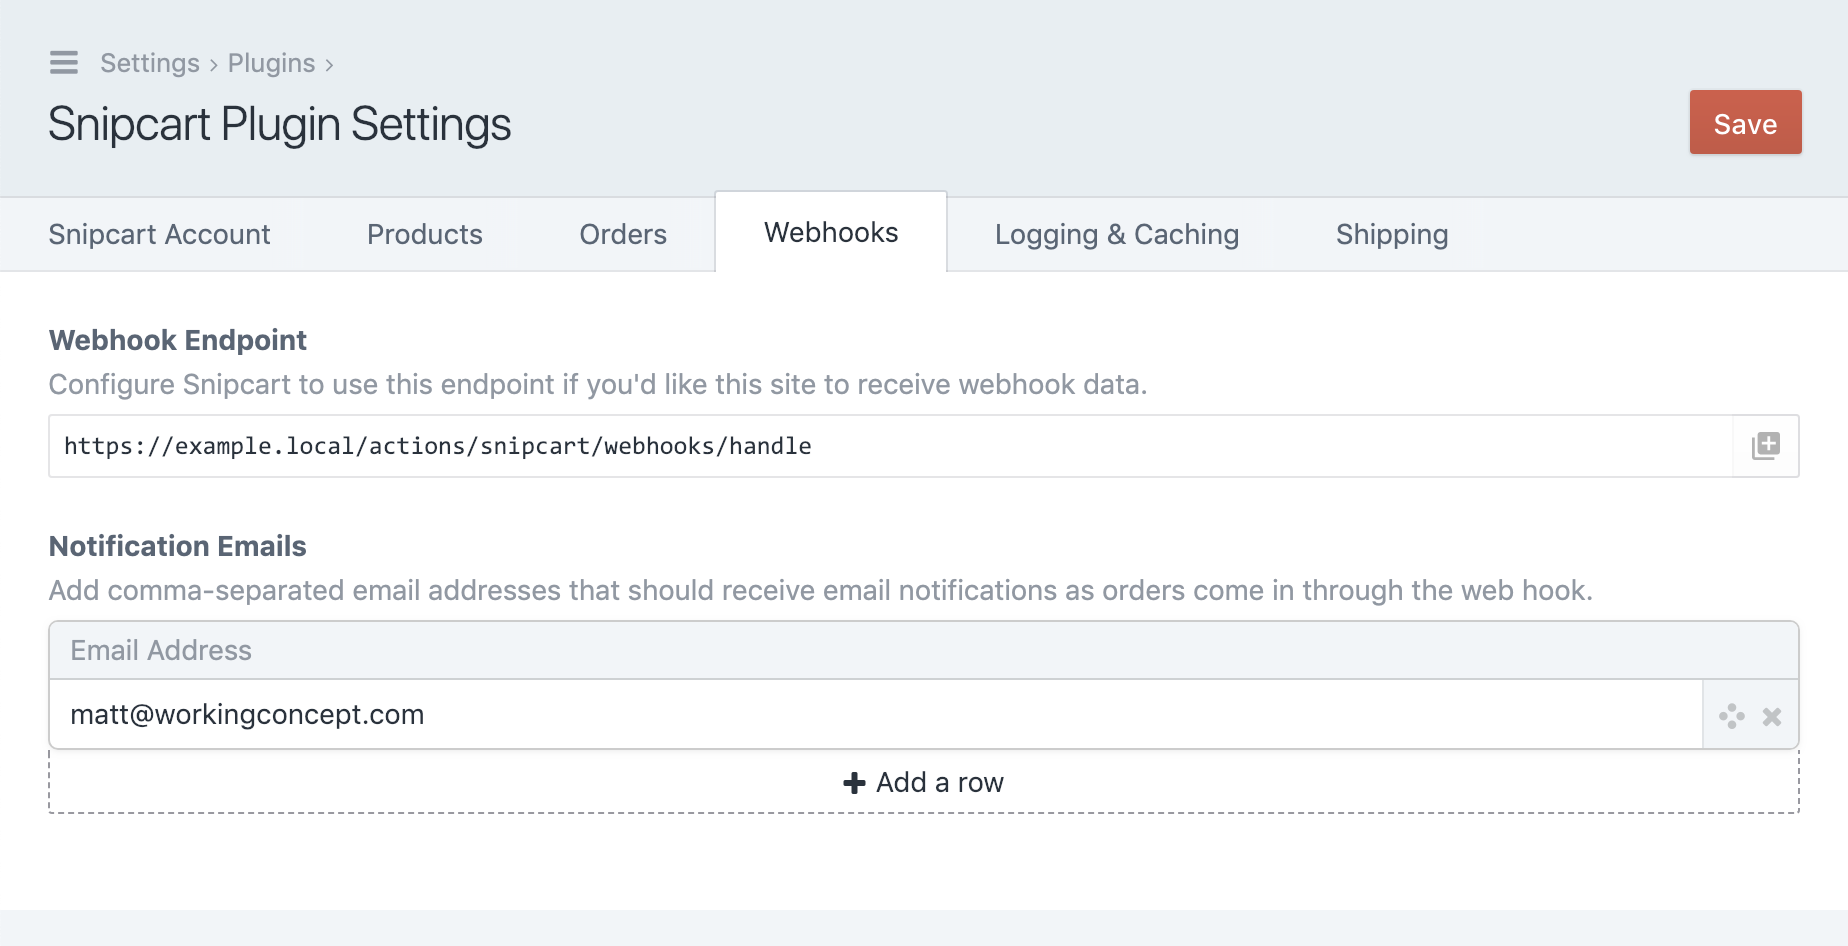 Settings › Plugins ›
Snipcart Plugin Settings
Save
Snipcart Account Products Orders Webhooks Logging & Caching Shipping
Webhook Endpoint
Configure Snipcart to use this endpoint if you'd like this site to receive webhook data.
https://example.local/actions/snipcart/webhooks/handle
Notification Emails
Add comma-separated email addresses that should receive email notifications as orders come in through the web hook.
Email Address
matt@workingconcept.com
Add a row